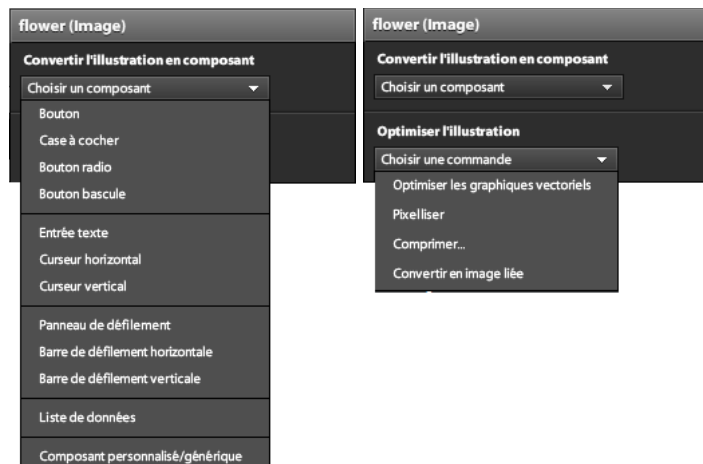 flower (Image)
Convertir l'illustration en composant
Choisir un composant
Bouton
Case à cocher
Bouton radio
Bouton bascule
Entrée texte
Curseur horizontal
Curseur vertical
Panneau de défilement
Barre de défilement horizontale
Barre de défilement verticale
Liste de données
Composant personnalisé/générique
flower (Image)
Convertir l'illustration en composant
Choisir un composant
Optimiser l'illustration
Choisir une commande
Optimiser les graphiques vectoriels
Pixelliser
Comprimer...
Convertir en image liée